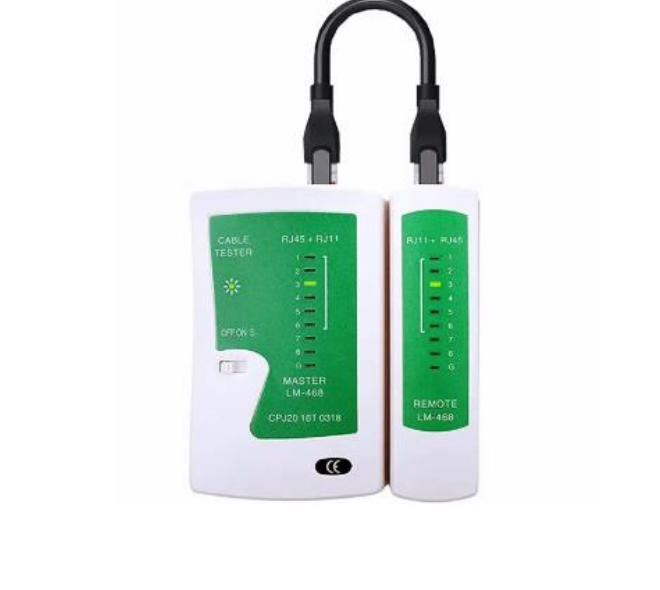 CABLE
TESTER
RJ45 + RJ11
1
2
3
4
5
6
7
8
G
OFF ON S
MASTER
LM-468
CPJ20 16T 0318
CE
RJ11 + RJ45
1
2
3
4
5
6
7
8
G
REMOTE
LM-468